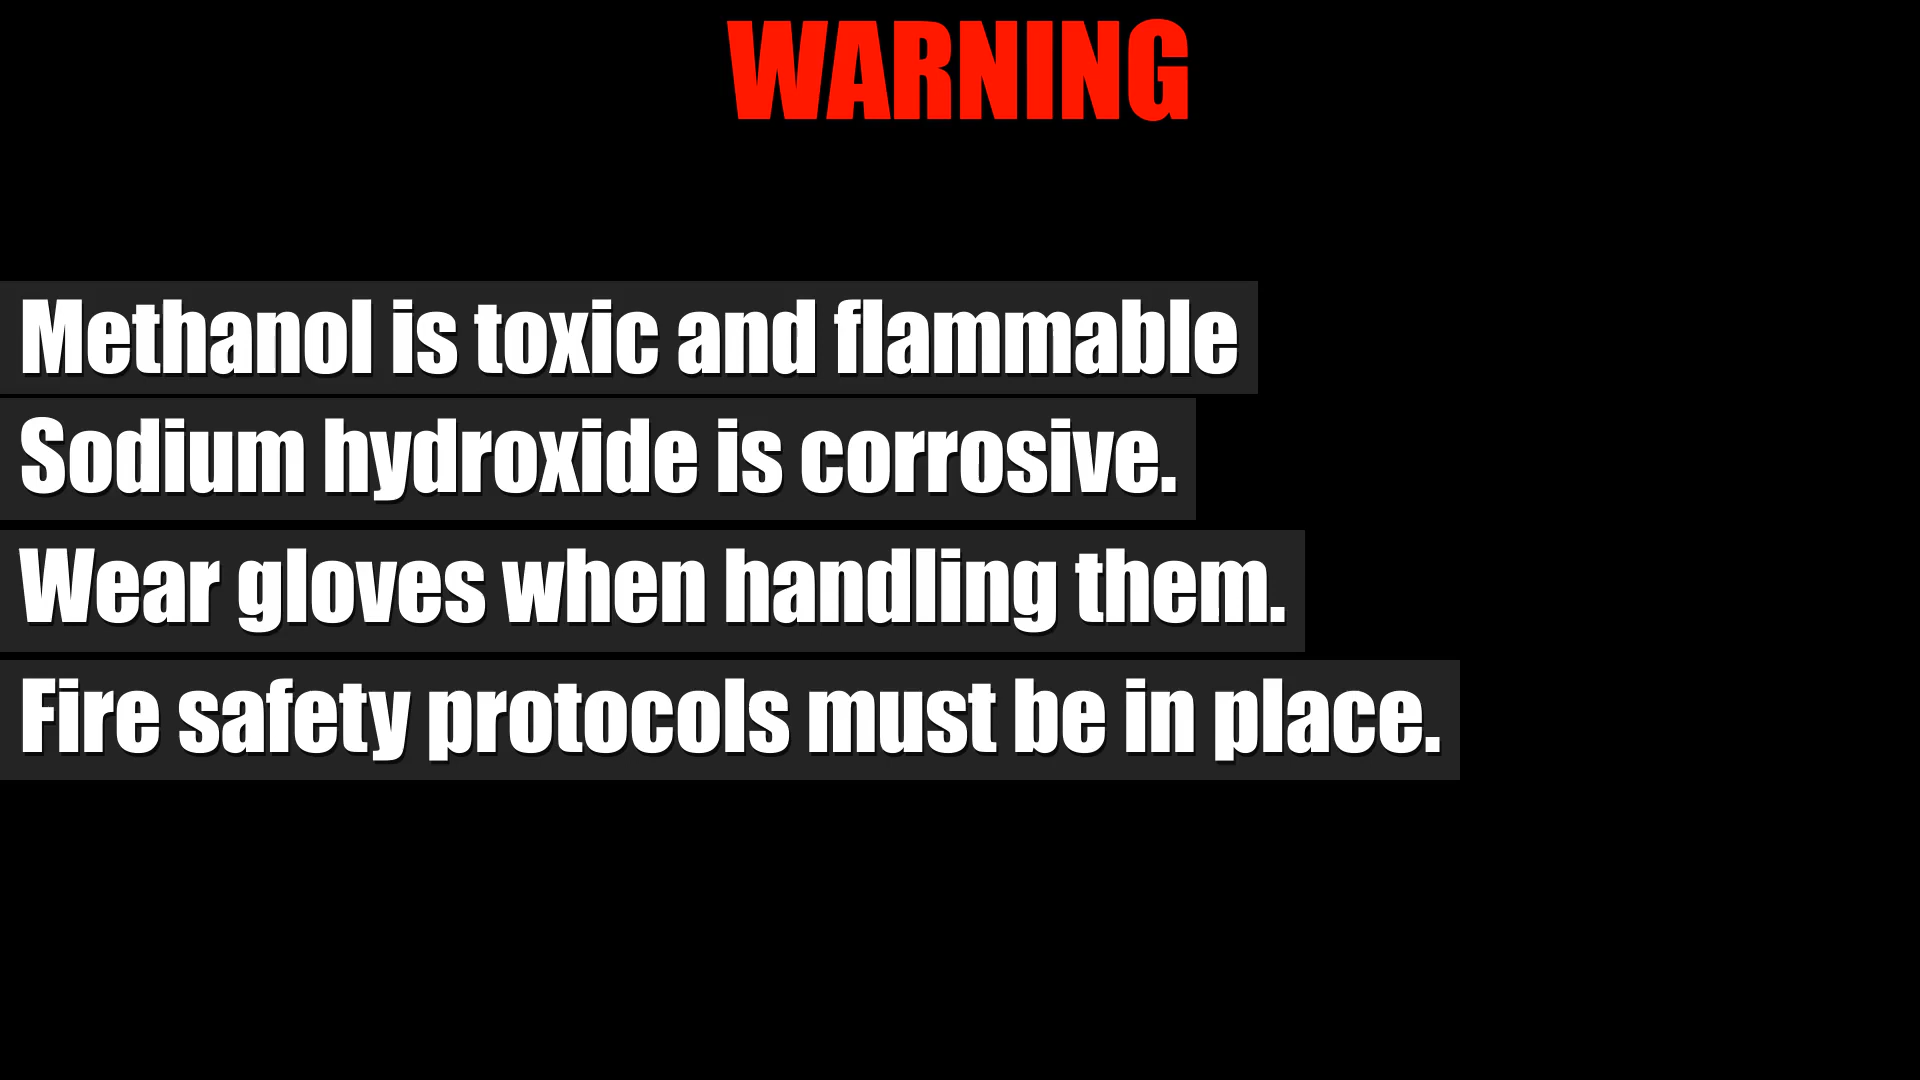 WARNING
Methanol is toxic and flammable
Sodium hydroxide is corrosive.
Wear gloves when handling them.
Fire safety protocols must be in place.